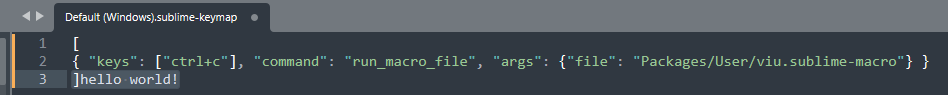 Default (Windows).sublime-keymap
1 [
2 { "keys": ["ctrl+c"], "command": "run_macro_file", "args": {"file": "Packages/User/viu.sublime-macro"} }
3 ]hello world!